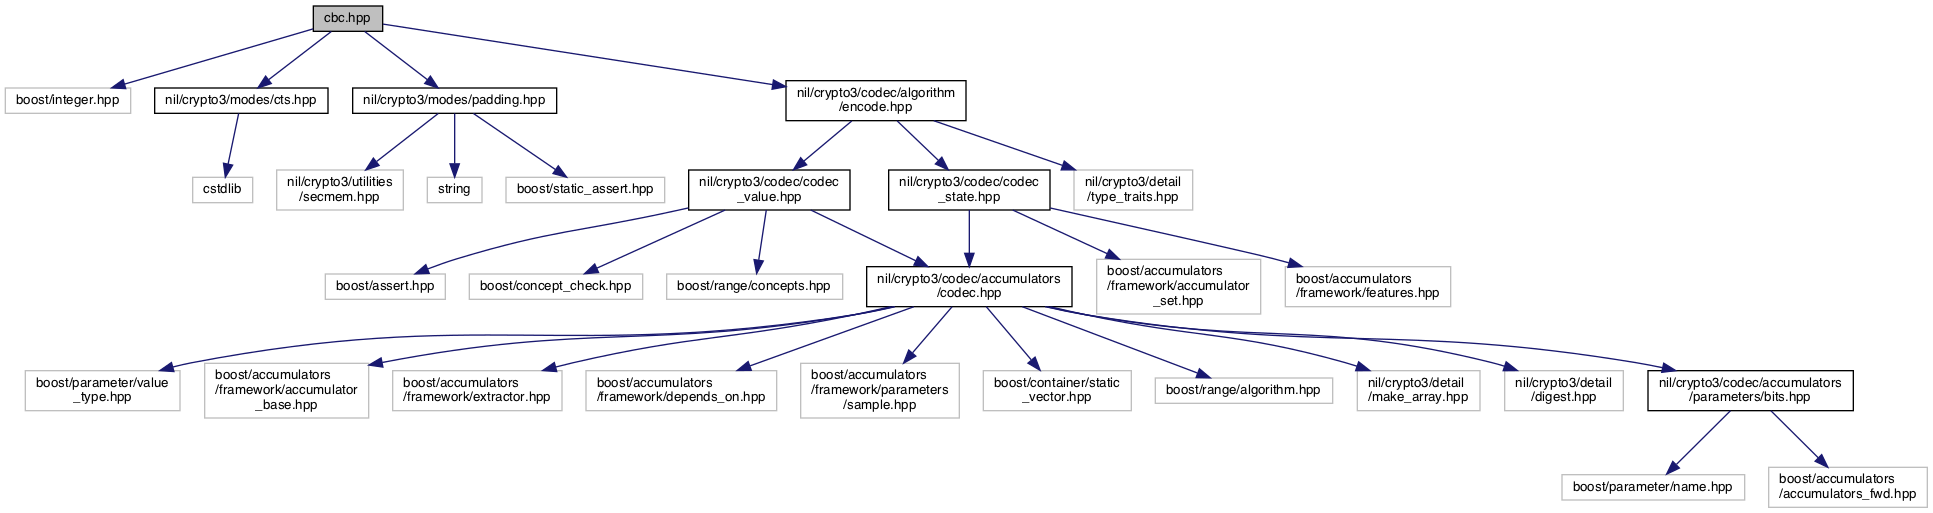 cbc.hpp
boost/integer.hpp
nil/crypto3/modes/cts.hpp
nil/crypto3/modes/padding.hpp
nil/crypto3/codec/algorithm
/encode.hpp
cstdlib
nil/crypto3/utilities
/secmem.hpp
string
boost/static_assert.hpp
nil/crypto3/codec/codec
_value.hpp
nil/crypto3/codec/codec
_state.hpp
nil/crypto3/detail
/type_traits.hpp
boost/assert.hpp
boost/concept_check.hpp
boost/range/concepts.hpp
nil/crypto3/codec/accumulators
/codec.hpp
boost/accumulators
/framework/accumulator
_set.hpp
boost/accumulators
/framework/features.hpp
boost/parameter/value
_type.hpp
boost/accumulators
/framework/accumulator
_base.hpp
boost/accumulators
/framework/extractor.hpp
boost/accumulators
/framework/depends_on.hpp
boost/accumulators
/framework/parameters
/sample.hpp
boost/container/static
_vector.hpp
boost/range/algorithm.hpp
nil/crypto3/detail
/make_array.hpp
nil/crypto3/detail
/digest.hpp
nil/crypto3/codec/accumulators
/parameters/bits.hpp
boost/parameter/name.hpp
boost/accumulators
/accumulators_fwd.hpp